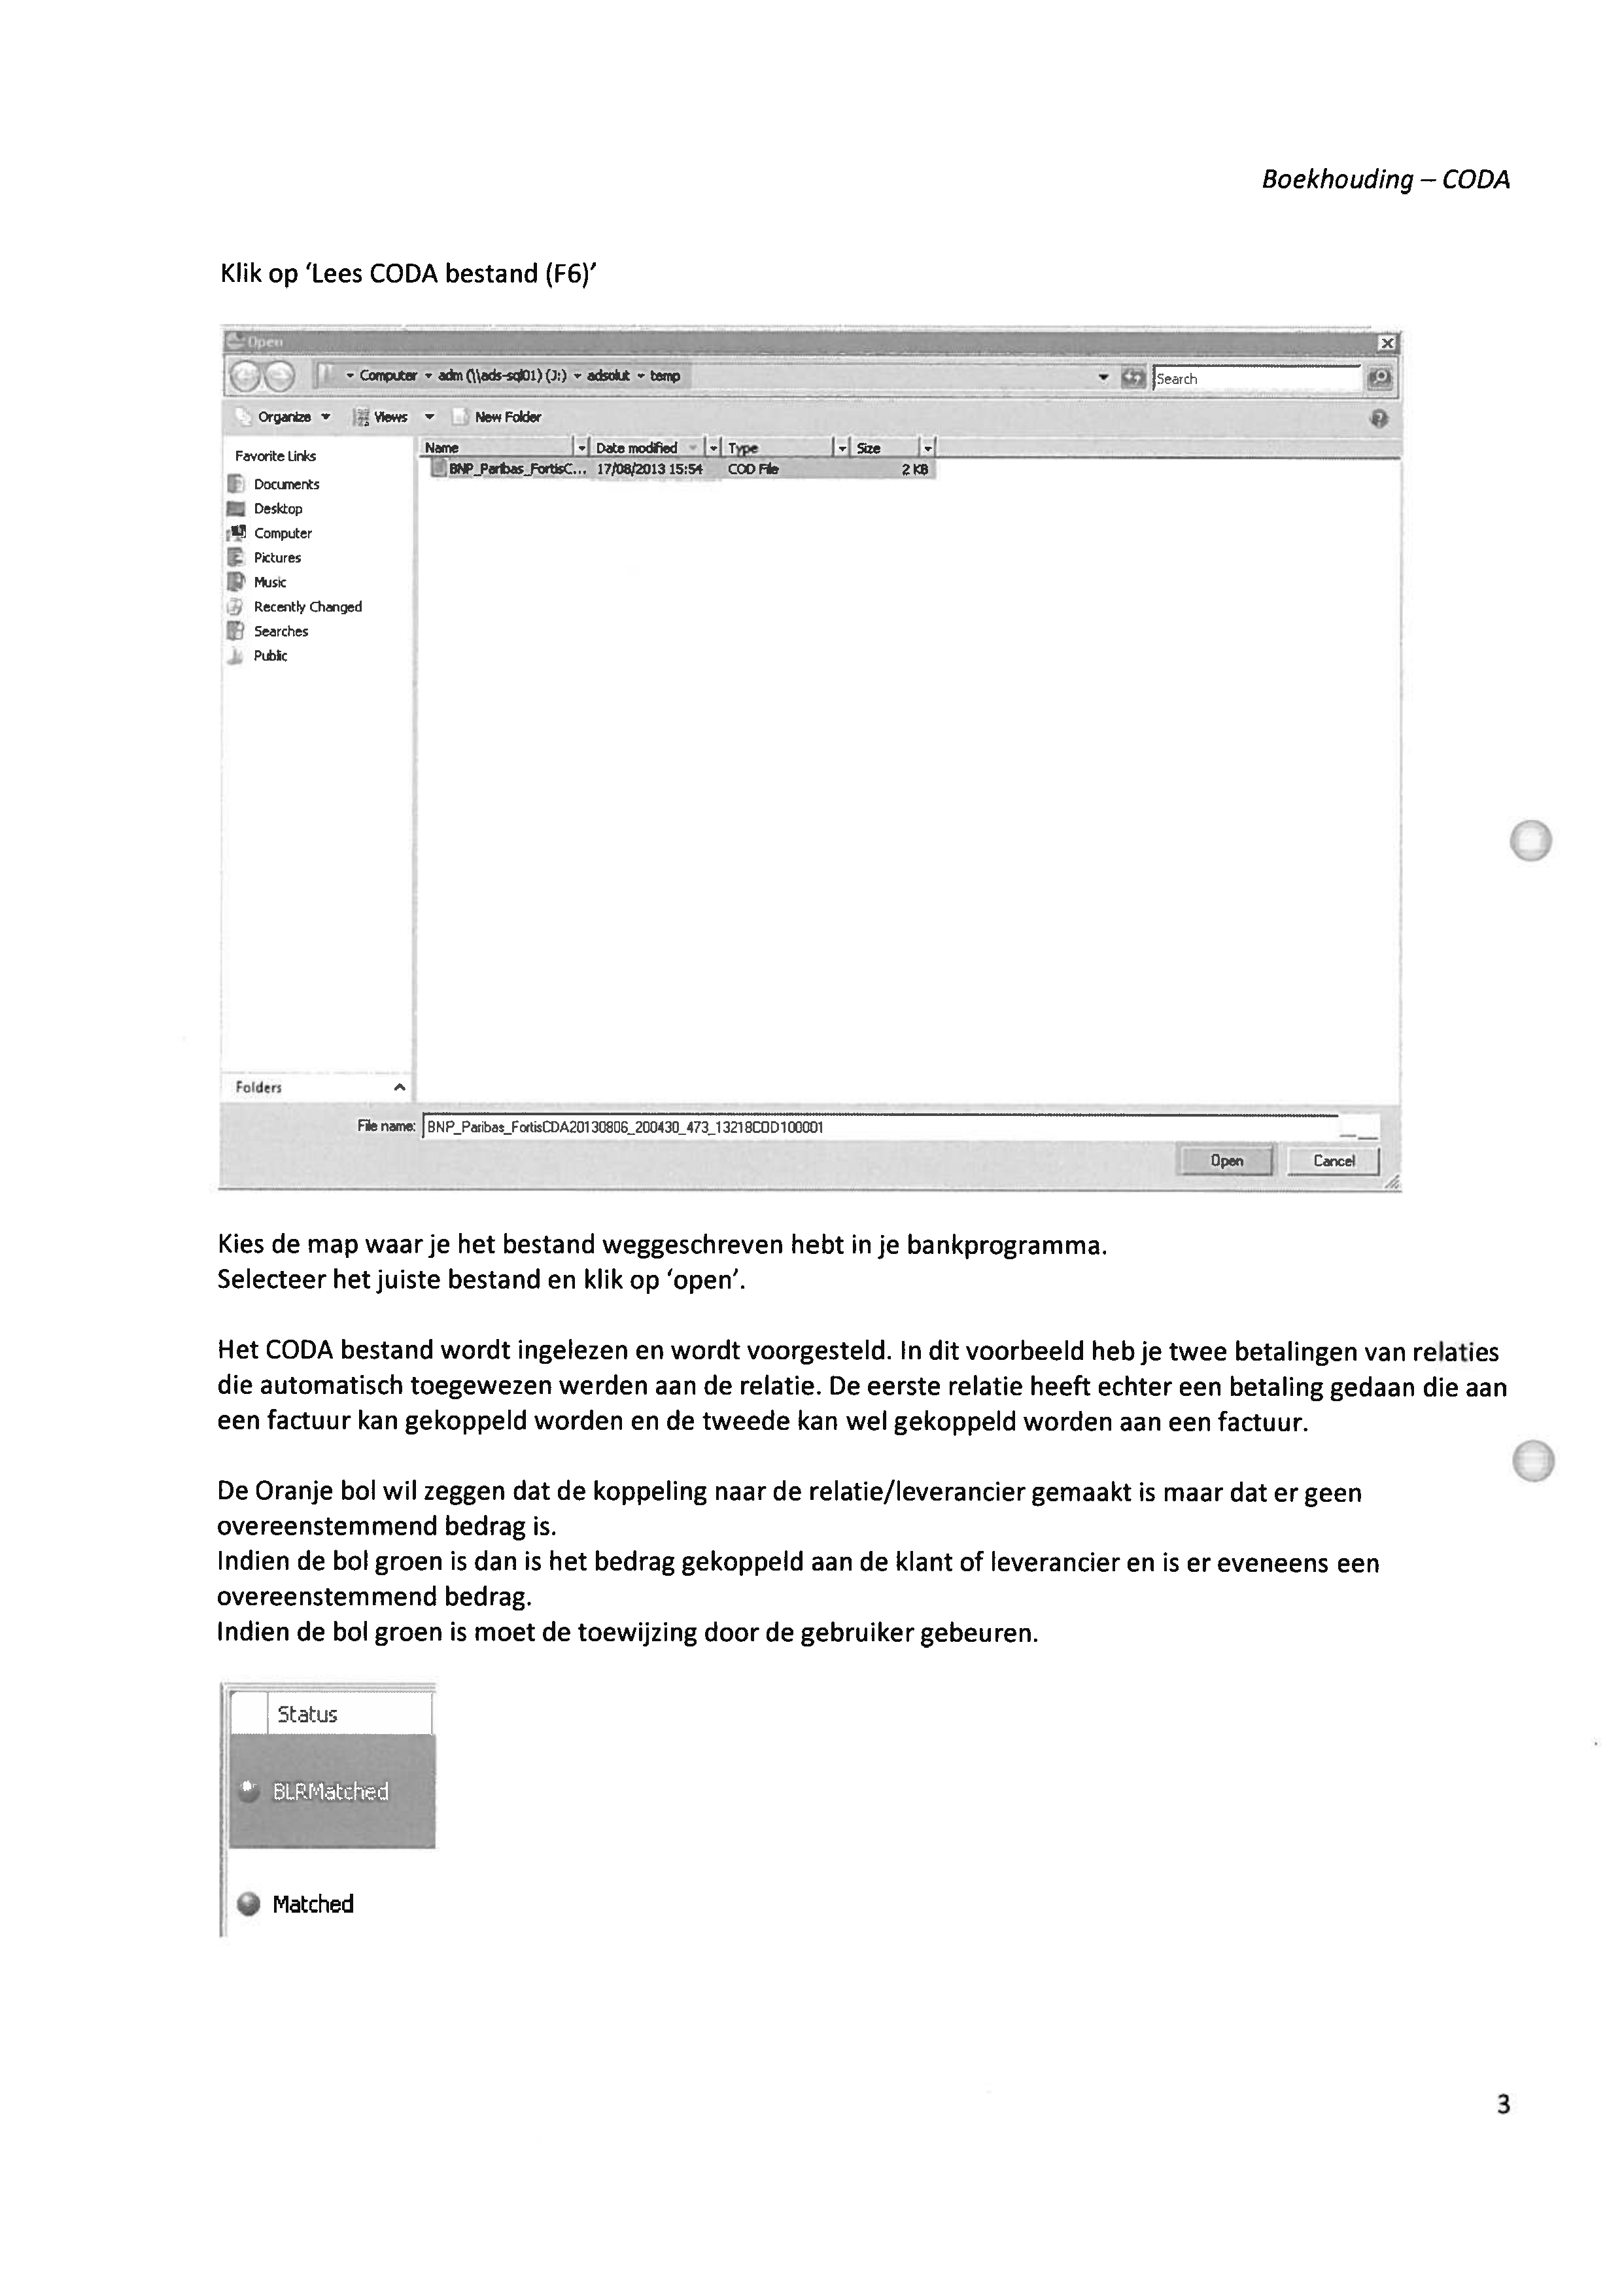 Boekhouding – CODA
Klik op ‘Lees CODA bestand (F6)’
Open
Computer adm (\\ads-sql01) (J:) adsolut temp
Search
Organize Views New Folder
Favorite Links
Documents
Desktop
Computer
Pictures
Music
Recently Changed
Searches
Public
Folders
Name Date modified Type Size
BNP_Paribas_FortisC... 17/08/2013 15:54 COD File 2 KB
File name: BNP_Paribas_FortisCDA20130806_200430_473_13218COD100001
Open Cancel
Kies de map waar je het bestand weggeschreven hebt in je bankprogramma.
Selecteer het juiste bestand en klik op ‘open’.
Het CODA bestand wordt ingelezen en wordt voorgesteld. In dit voorbeeld heb je twee betalingen van relaties
die automatisch toegewezen werden aan de relatie. De eerste relatie heeft echter een betaling gedaan die aan
een factuur kan gekoppeld worden en de tweede kan wel gekoppeld worden aan een factuur.
De Oranje bol wil zeggen dat de koppeling naar de relatie/leverancier gemaakt is maar dat er geen
overeenstemmend bedrag is.
Indien de bol groen is dan is het bedrag gekoppeld aan de klant of leverancier en is er eveneens een
overeenstemmend bedrag.
Indien de bol groen is moet de toewijzing door de gebruiker gebeuren.
Status
BLRMatched
Matched
3